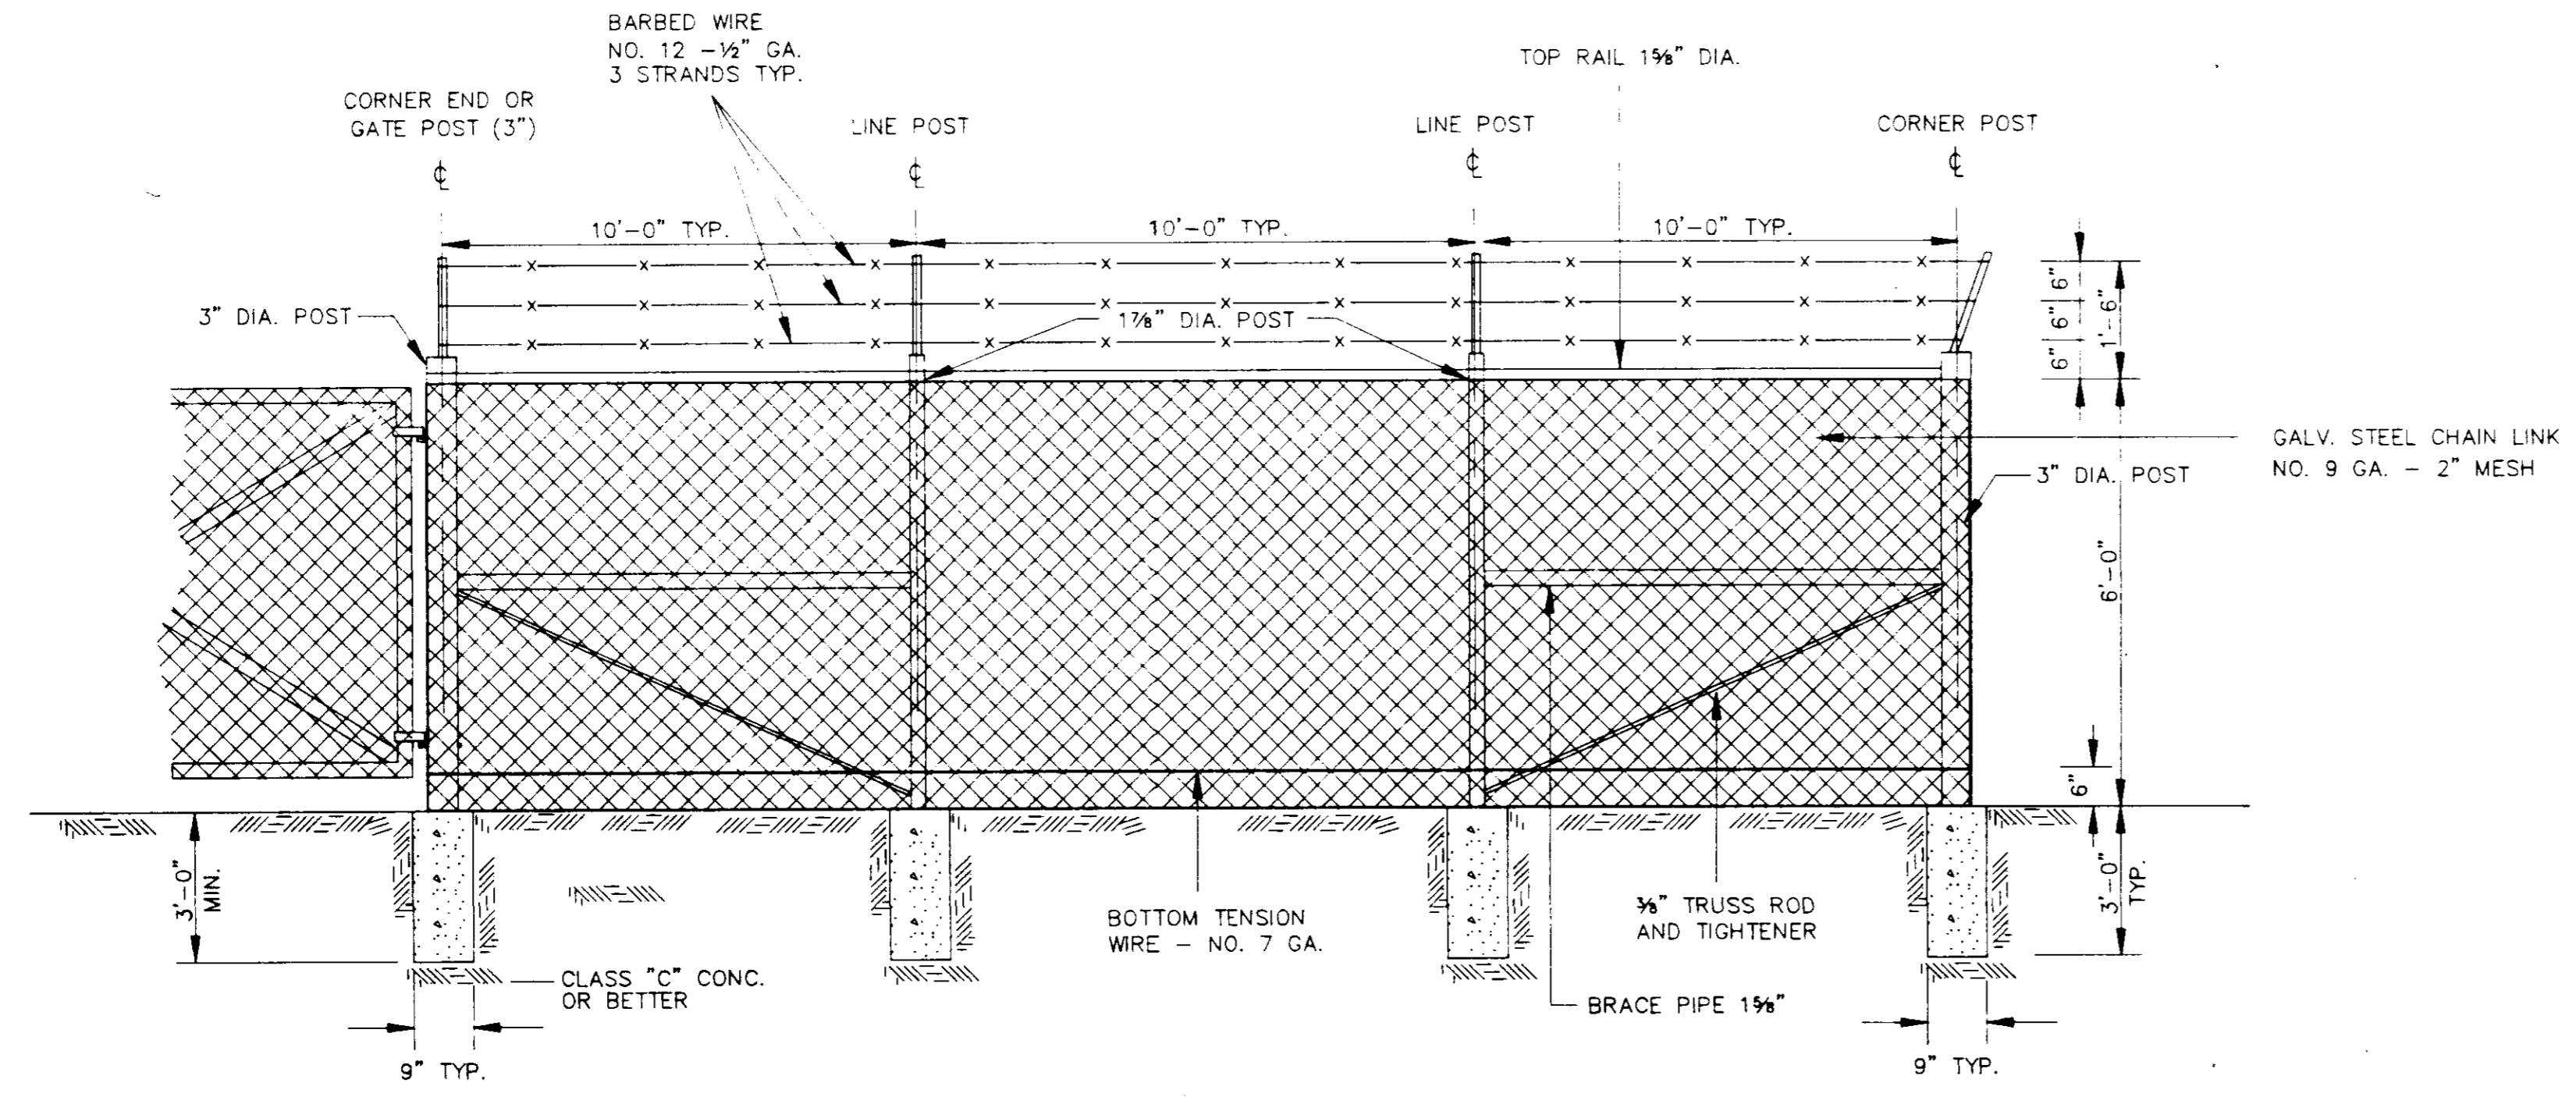 BARBED WIRE
NO. 12 -½" GA.
3 STRANDS TYP.
TOP RAIL 1⅝" DIA.
CORNER END OR
GATE POST (3")
LINE POST
LINE POST
CORNER POST
℄
℄
℄
℄
10'-0" TYP.
10'-0" TYP.
10'-0" TYP.
3" DIA. POST
1⅞" DIA. POST
6"
6"
6"
1'-6"
GALV. STEEL CHAIN LINK
NO. 9 GA. - 2" MESH
3" DIA. POST
6'-0"
6"
3'-0"
MIN.
3'-0"
TYP.
BOTTOM TENSION
WIRE - NO. 7 GA.
⅜" TRUSS ROD
AND TIGHTENER
CLASS "C" CONC.
OR BETTER
BRACE PIPE 1⅝"
9" TYP.
9" TYP.